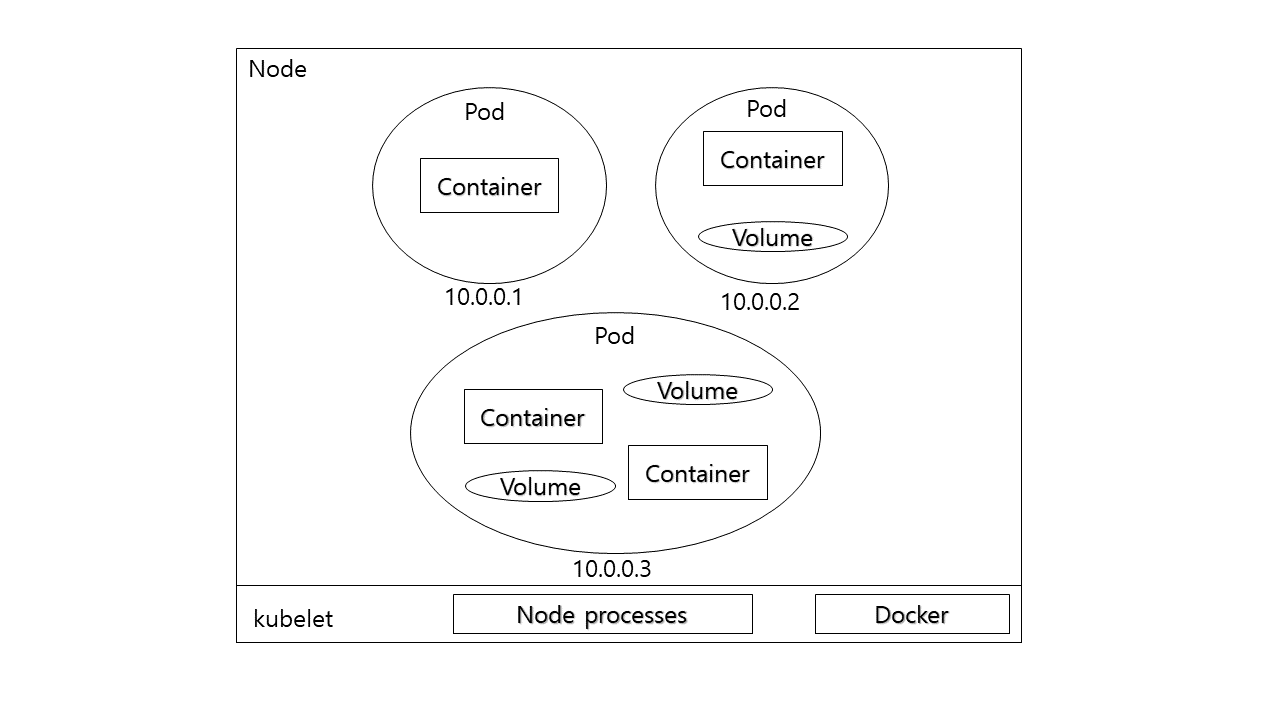 Node
Pod
Container
10.0.0.1
Pod
Container
Volume
10.0.0.2
Pod
Container
Volume
Volume
Container
10.0.0.3
kubelet
Node processes
Docker